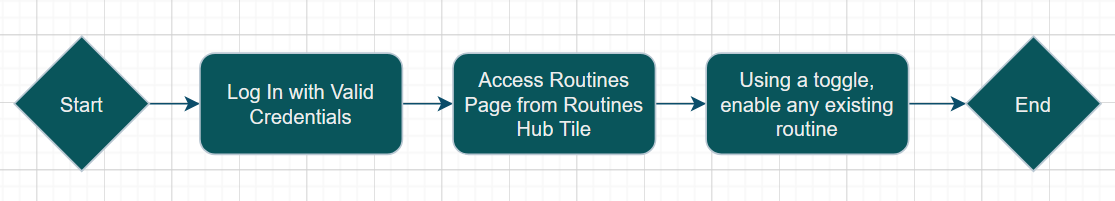 Start
Log In with Valid
Credentials
Access Routines
Page from Routines
Hub Tile
Using a toggle,
enable any existing
routine
End